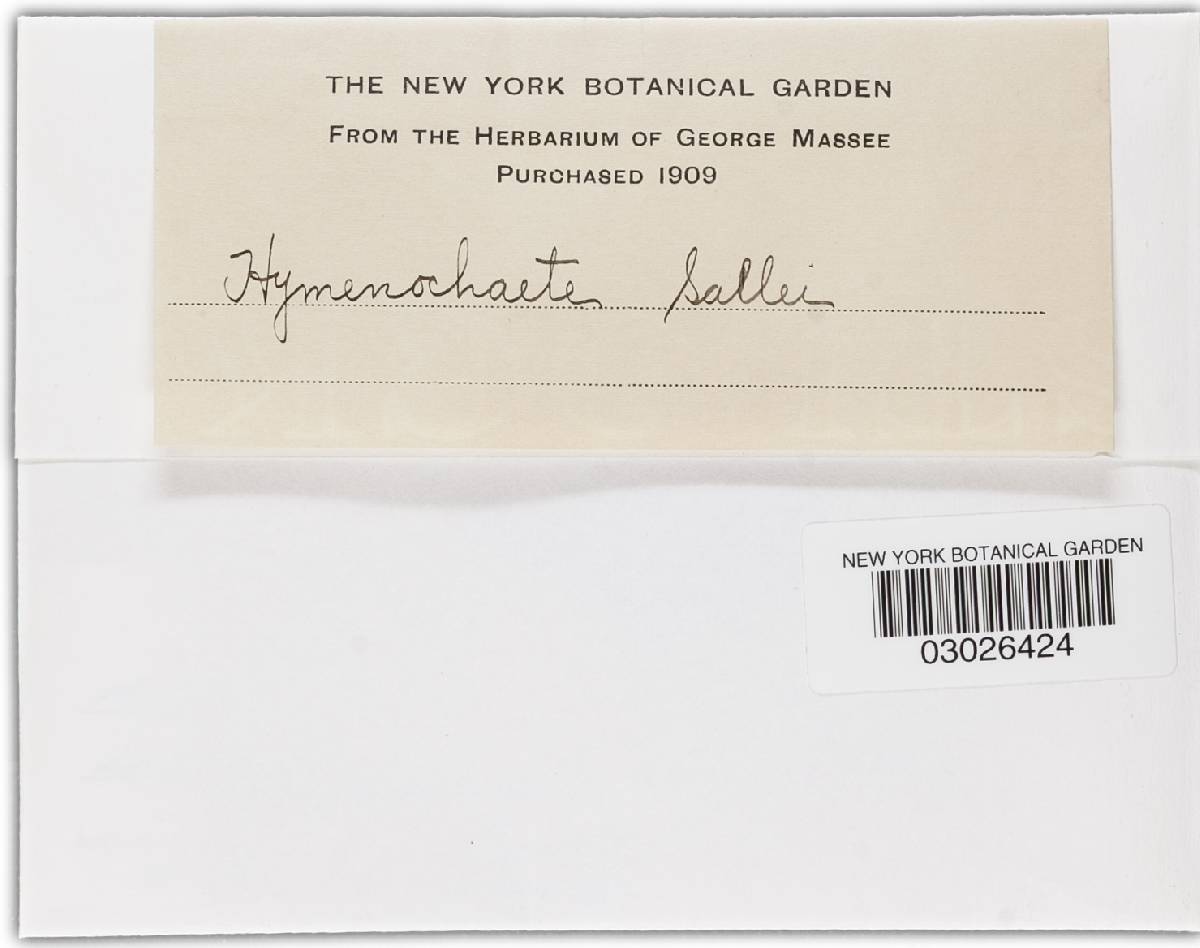 THE NEW YORK BOTANICAL GARDEN
FROM THE HERBARIUM OF GEORGE MASSEE
PURCHASED 1909
Hymenochaete Sallei
NEW YORK BOTANICAL GARDEN
03026424